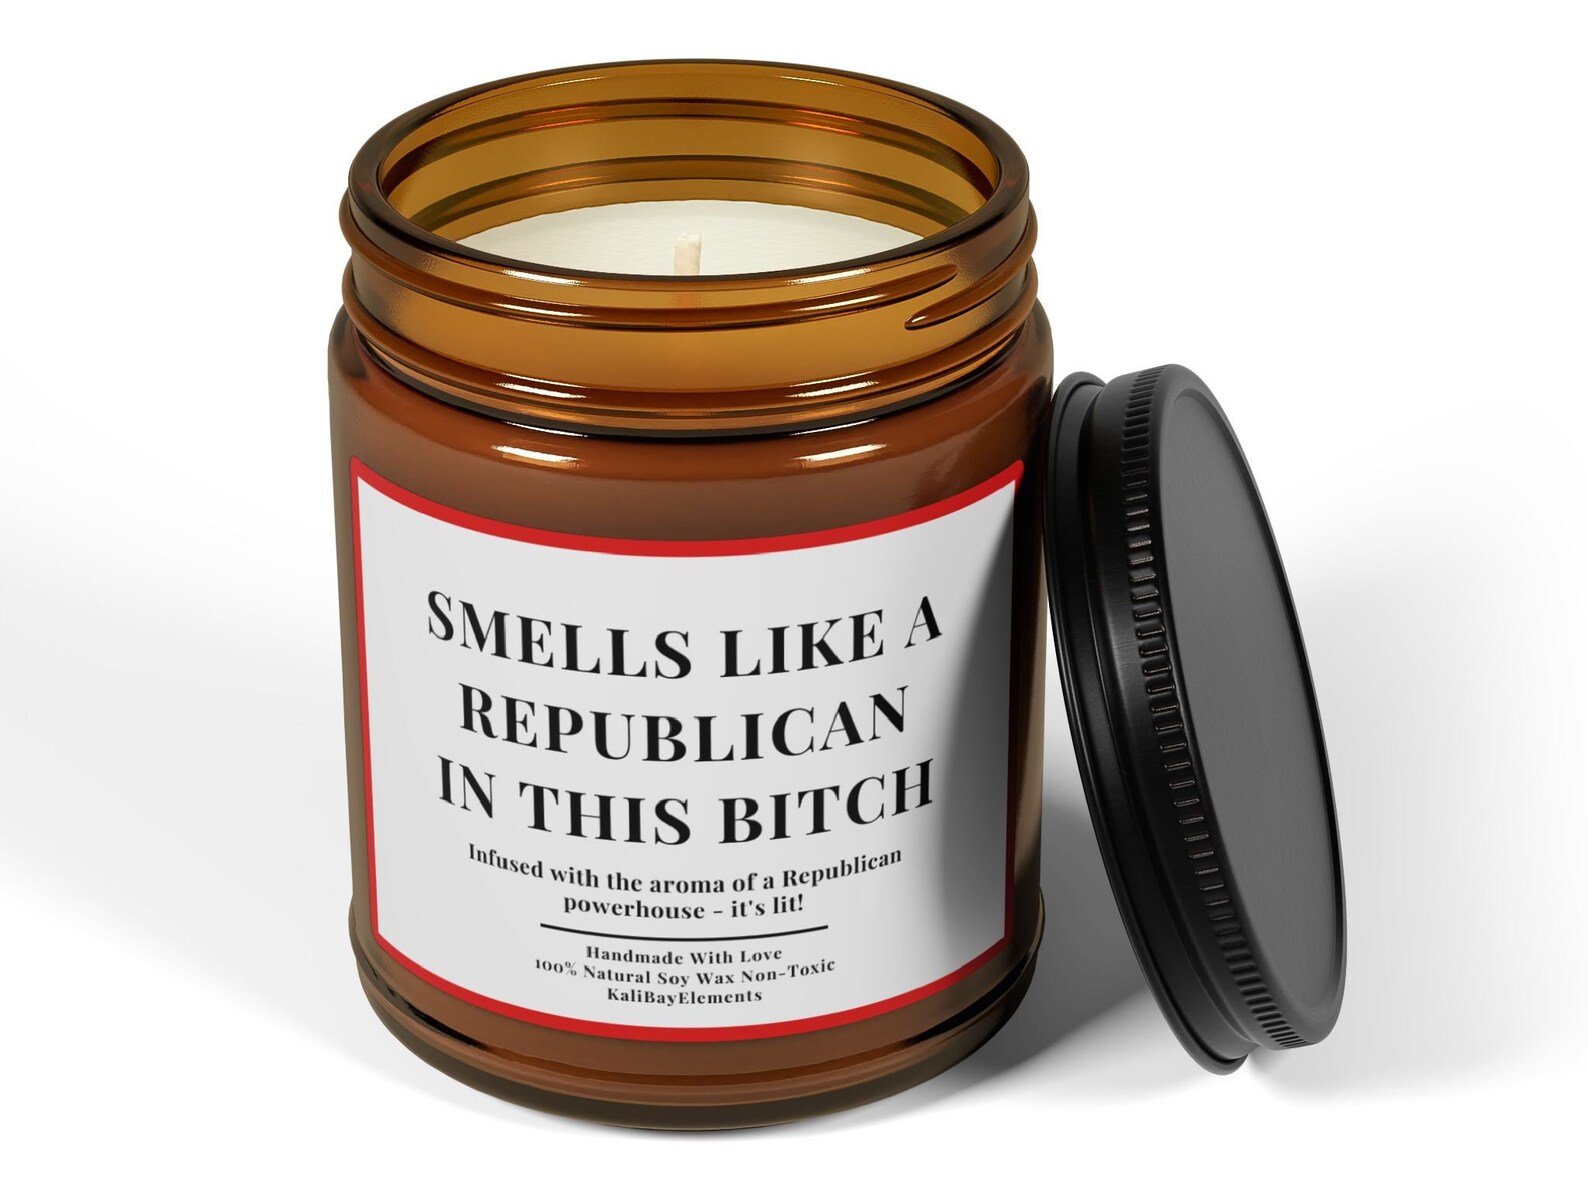 SMELLS LIKE A
REPUBLICAN
IN THIS BITCH
Infused with the aroma of a Republican
powerhouse - it's lit!
Handmade With Love
100% Natural Soy Wax Non-Toxic
KaliBayElements